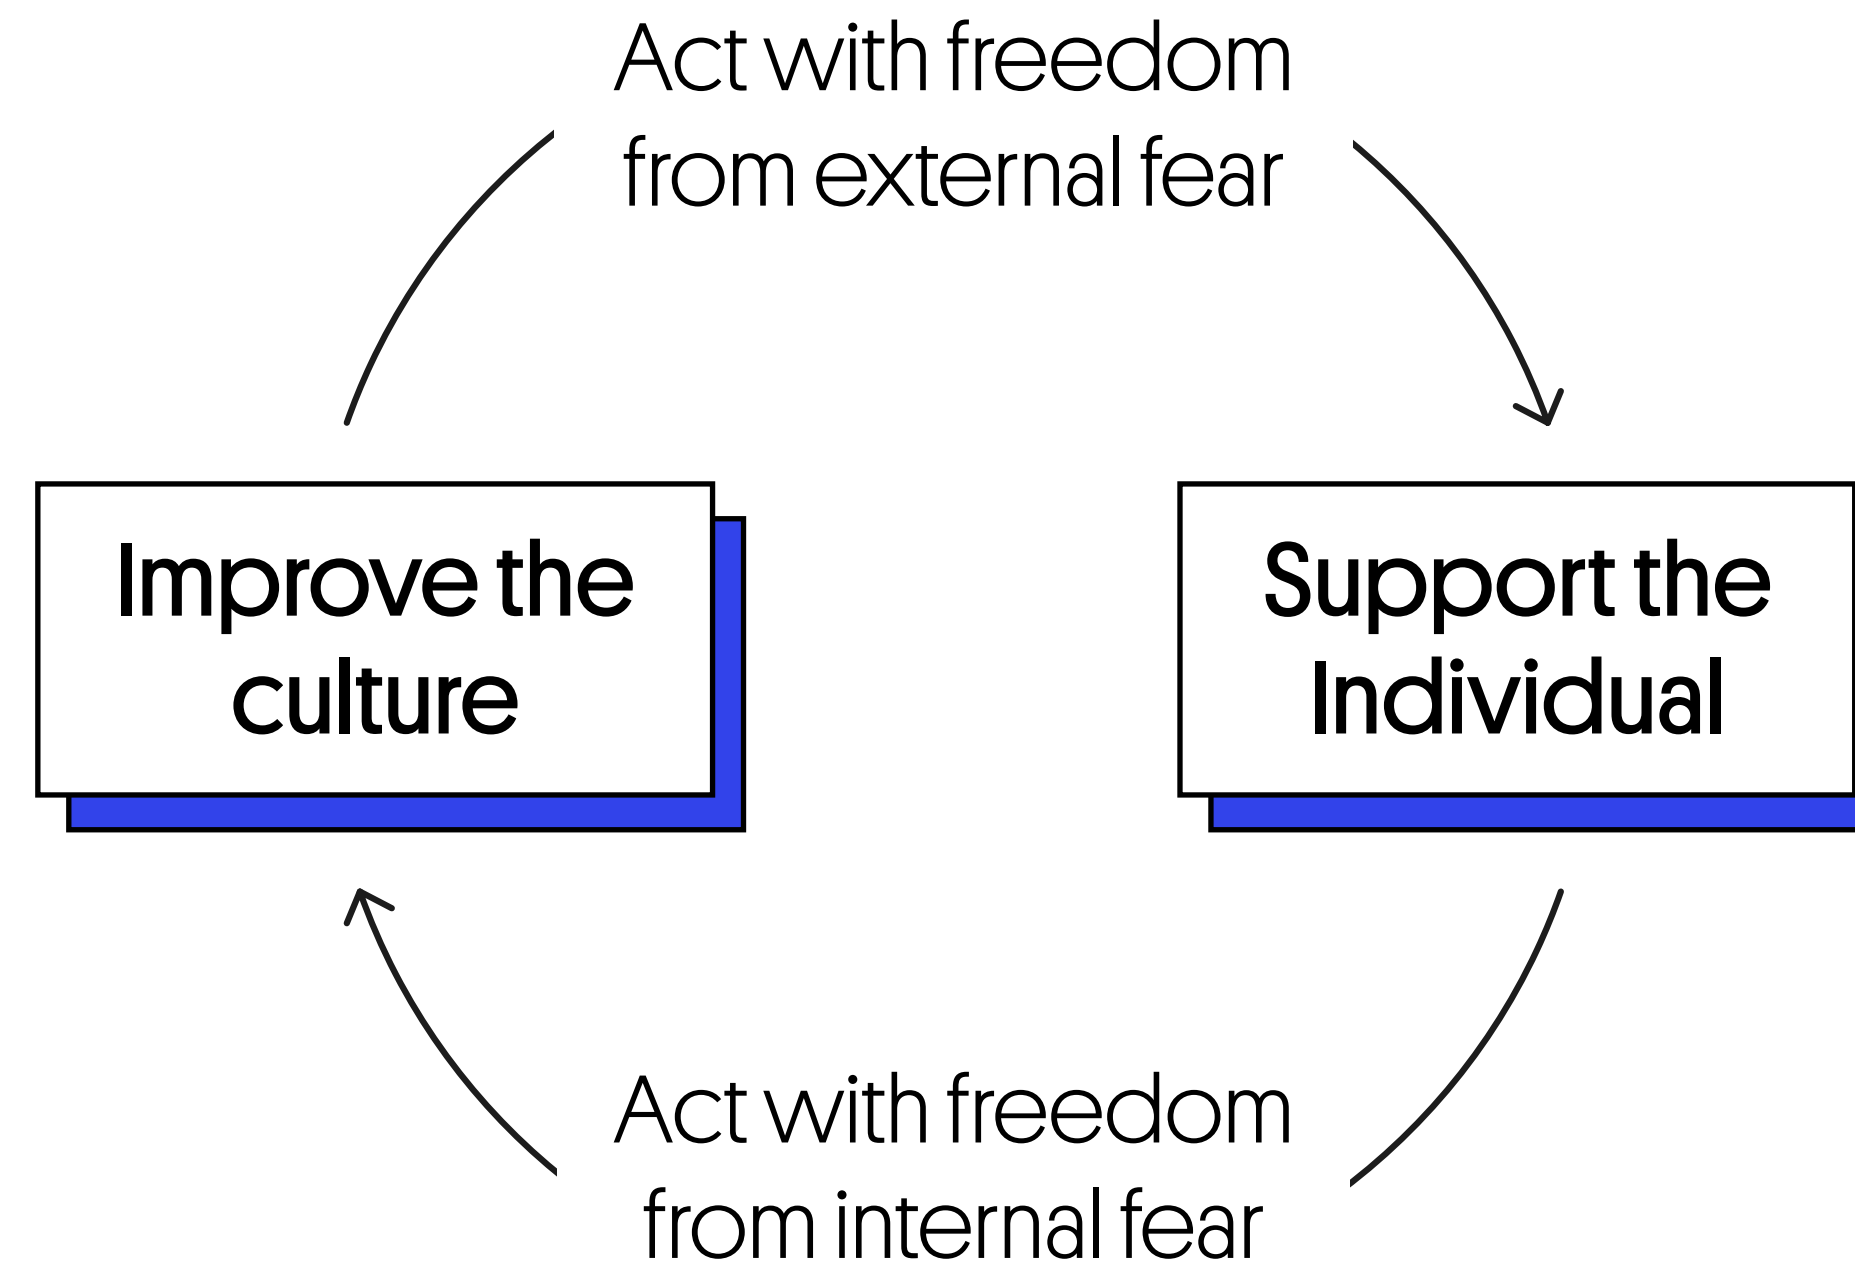 Act with freedom
from external fear
Improve the
culture
Support the
Individual
Act with freedom
from internal fear